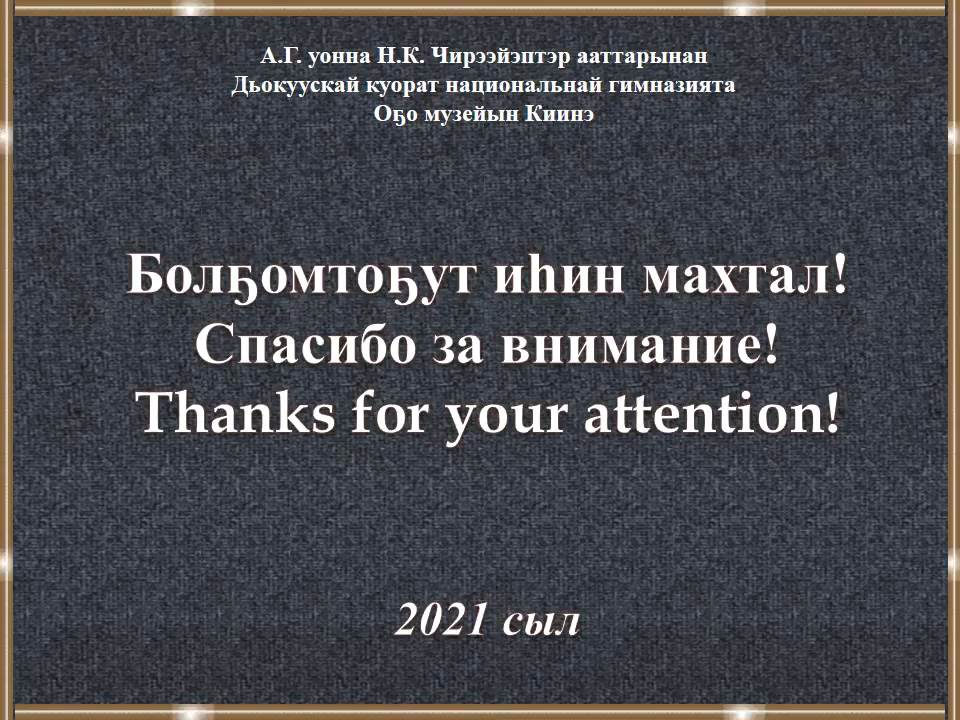 А.Г. уонна Н.К. Чирээйэптэр ааттарынан
Дьокуускай куорат национальнай гимназията
Оҕо музейын Киинэ
Болҕомтоҕут иһин махтал!
Спасибо за внимание!
Thanks for your attention!
2021 сыл